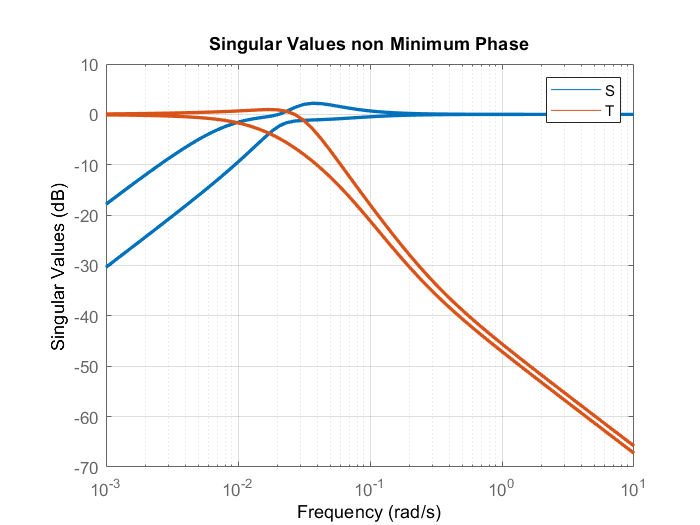 Singular Values non Minimum Phase
S
T
10
0
-10
-20
-30
-40
-50
-60
-70
Singular Values (dB)
10^-3
10^-2
10^-1
10^0
10^1
Frequency (rad/s)